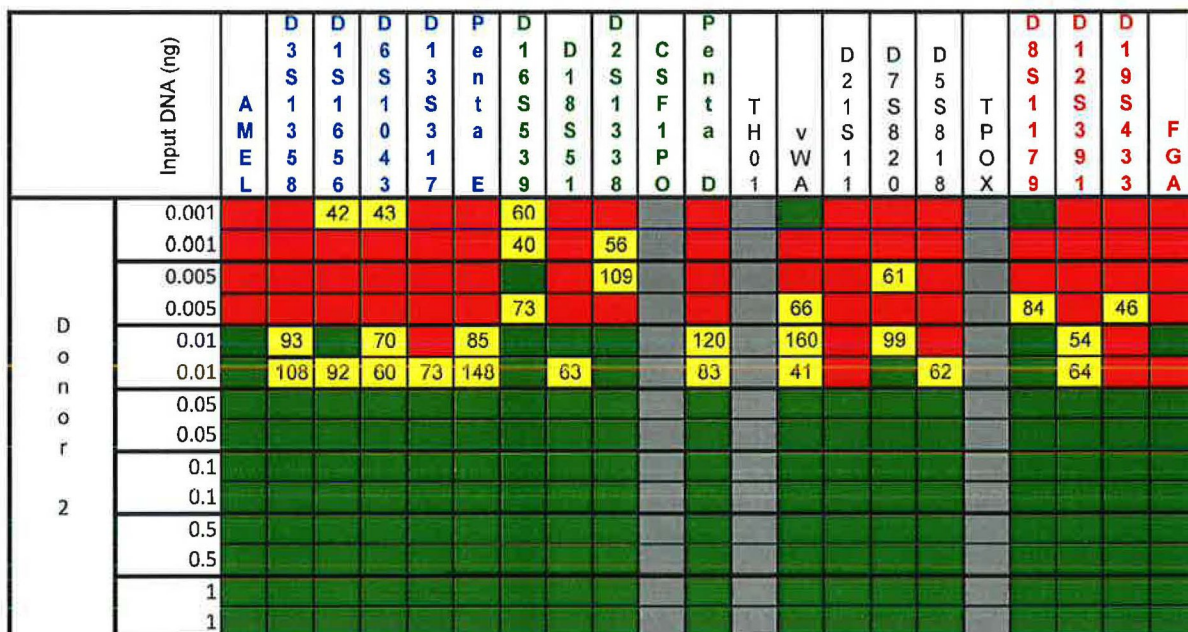 Input DNA (ng) AMEL D3S1358 D1S1656 D6S1043 D13S317 Penta E D16S539 D18S51 D2S1338 CSF1PO Penta D TH01 vWA D21S11 D7S820 D5S818 TPOX D8S1179 D12S391 D19S433 FGA
Donor 2
0.001 42 43 60
0.001 40 56
0.005 109 61
0.005 73 66 84 46
0.01 93 70 85 120 160 99 54
0.01 108 92 60 73 148 63 83 41 62 64
0.05
0.05
0.1
0.1
0.5
0.5
1
1